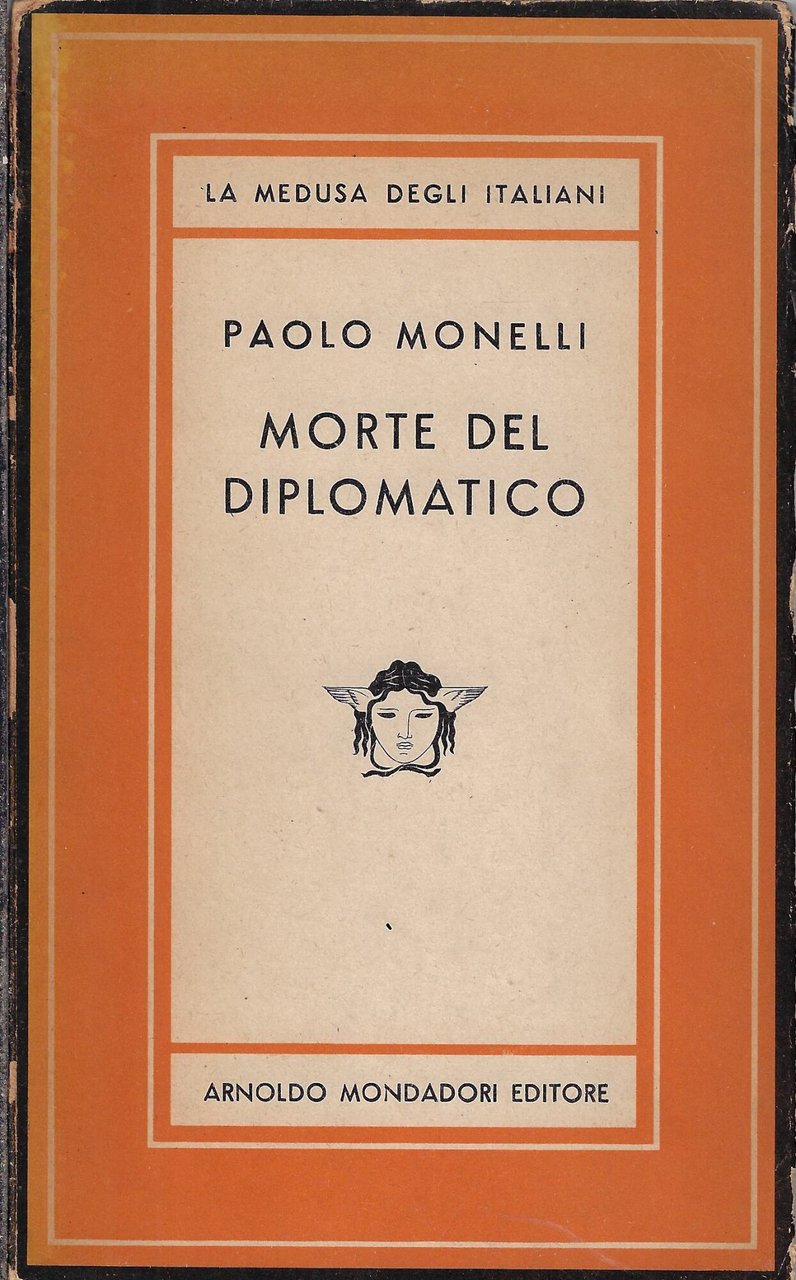 LA MEDUSA DEGLI ITALIANI
PAOLO MONELLI
MORTE DEL
DIPLOMATICO
ARNOLDO MONDADORI EDITORE